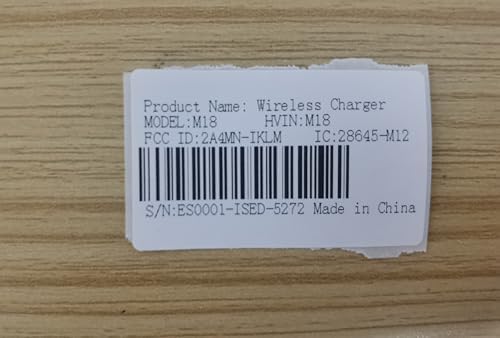 Product Name: Wireless Charger
MODEL:M18 HVIN:M18
FCC ID:2A4MN-IKLM IC:28645-M12
S/N:ES0001-ISED-5272 Made in China